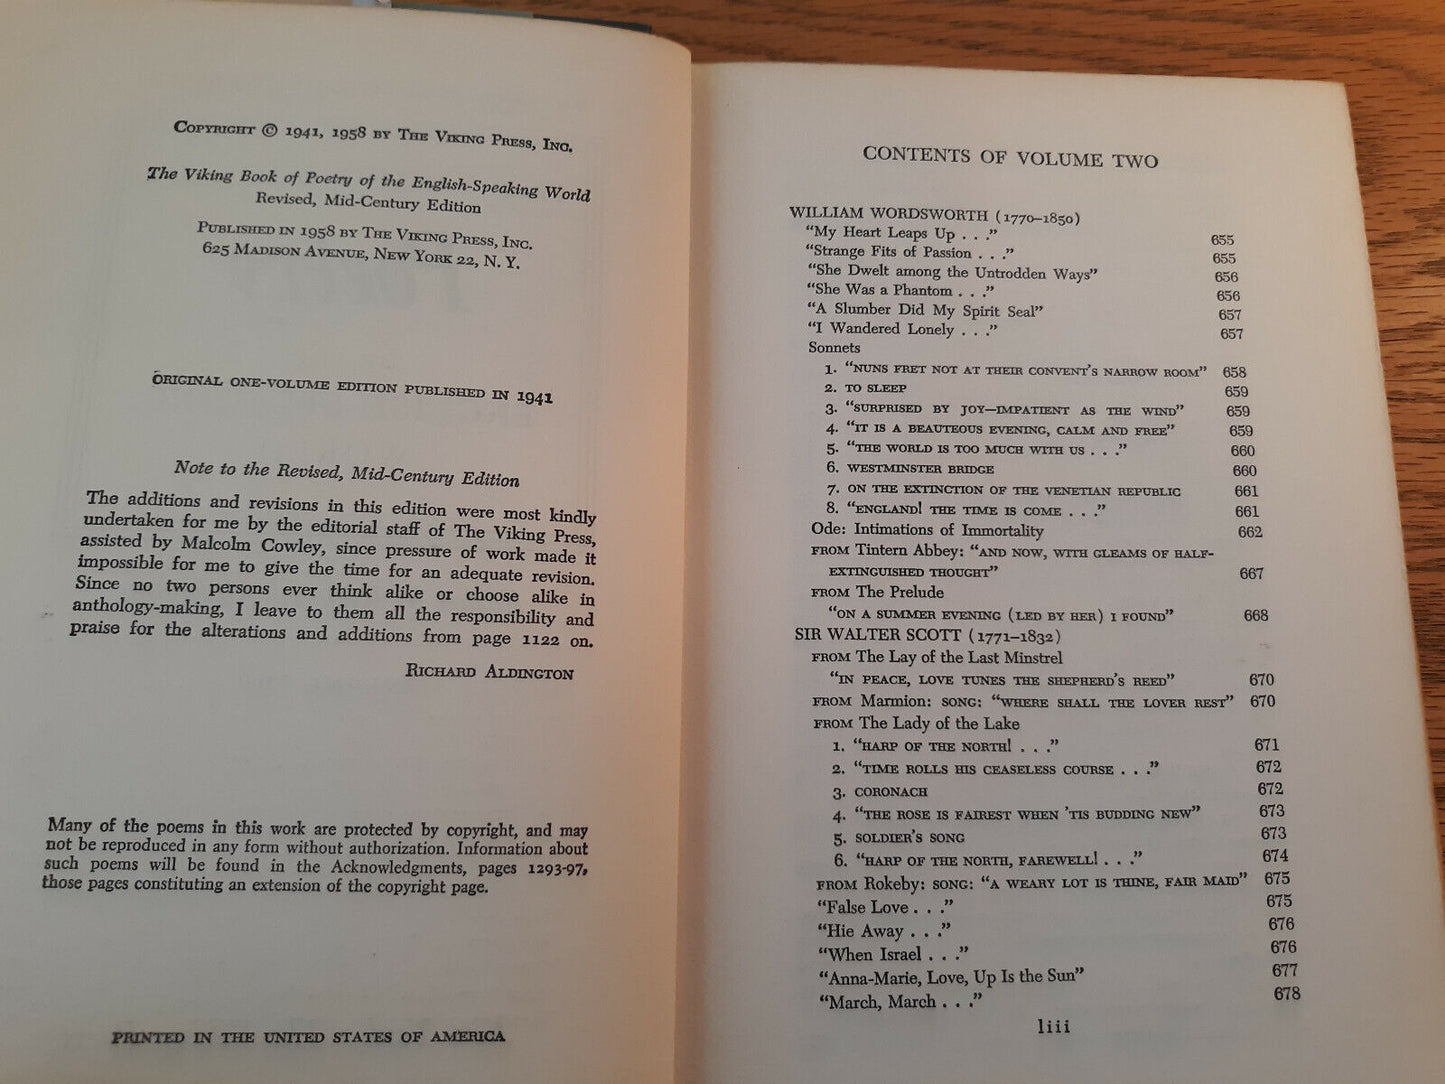 Copyright © 1941, 1958 by The Viking Press, Inc.
The Viking Book of Poetry of the English-Speaking World
Revised, Mid-Century Edition
Published in 1958 by The Viking Press, Inc.
625 Madison Avenue, New York 22, N. Y.
ORIGINAL ONE-VOLUME EDITION PUBLISHED IN 1941
Note to the Revised, Mid-Century Edition
The additions and revisions in this edition were most kindly
undertaken for me by the editorial staff of The Viking Press,
assisted by Malcolm Cowley, since pressure of work made it
impossible for me to give the time for an adequate revision.
Since no two persons ever think alike or choose alike in
anthology-making, I leave to them all the responsibility and
praise for the alterations and additions from page 1122 on.
Richard Aldington
Many of the poems in this work are protected by copyright, and may
not be reproduced in any form without authorization. Information about
such poems will be found in the Acknowledgments, pages 1293-97,
those pages constituting an extension of the copyright page.
PRINTED IN THE UNITED STATES OF AMERICA
CONTENTS OF VOLUME TWO
WILLIAM WORDSWORTH (1770–1850)
"My Heart Leaps Up . . ." 655
"Strange Fits of Passion . . ." 655
"She Dwelt among the Untrodden Ways" 656
"She Was a Phantom . . ." 656
"A Slumber Did My Spirit Seal" 657
"I Wandered Lonely . . ." 657
Sonnets
1. "NUNS FRET NOT AT THEIR CONVENT'S NARROW ROOM" 658
2. TO SLEEP 659
3. "SURPRISED BY JOY—IMPATIENT AS THE WIND" 659
4. "IT IS A BEAUTEOUS EVENING, CALM AND FREE" 659
5. "THE WORLD IS TOO MUCH WITH US . . ." 660
6. WESTMINSTER BRIDGE 660
7. ON THE EXTINCTION OF THE VENETIAN REPUBLIC 661
8. "ENGLAND! THE TIME IS COME . . ." 661
Ode: Intimations of Immortality 662
FROM Tintern Abbey: "AND NOW, WITH GLEAMS OF HALF-
EXTINGUISHED THOUGHT" 667
FROM The Prelude
"ON A SUMMER EVENING (LED BY HER) I FOUND" 668
SIR WALTER SCOTT (1771–1832)
FROM The Lay of the Last Minstrel
"IN PEACE, LOVE TUNES THE SHEPHERD'S REED" 670
FROM Marmion: SONG: "WHERE SHALL THE LOVER REST" 670
FROM The Lady of the Lake
1. "HARP OF THE NORTH! . . ." 671
2. "TIME ROLLS HIS CEASELESS COURSE . . ." 672
3. CORONACH 672
4. "THE ROSE IS FAIREST WHEN 'TIS BUDDING NEW" 673
5. SOLDIER'S SONG 673
6. "HARP OF THE NORTH, FAREWELL! . . ." 674
FROM Rokeby: SONG: "A WEARY LOT IS THINE, FAIR MAID" 675
"False Love . . ." 675
"Hie Away . . ." 676
"When Israel . . ." 676
"Anna-Marie, Love, Up Is the Sun" 677
"March, March . . ." 678
liii